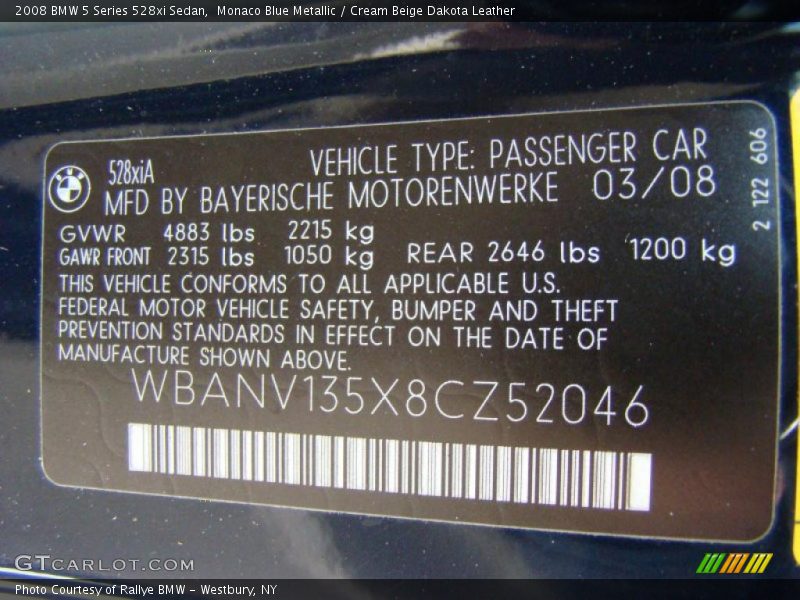 2008 BMW 5 Series 528xi Sedan, Monaco Blue Metallic / Cream Beige Dakota Leather
528xiA VEHICLE TYPE: PASSENGER CAR
MFD BY BAYERISCHE MOTORENWERKE 03/08
GVWR 4883 lbs 2215 kg
GAWR FRONT 2315 lbs 1050 kg REAR 2646 lbs 1200 kg
THIS VEHICLE CONFORMS TO ALL APPLICABLE U.S.
FEDERAL MOTOR VEHICLE SAFETY, BUMPER AND THEFT
PREVENTION STANDARDS IN EFFECT ON THE DATE OF
MANUFACTURE SHOWN ABOVE.
WBANV135X8CZ52046
2 122 606
GTCARLOT.COM
Photo Courtesy of Rallye BMW - Westbury, NY